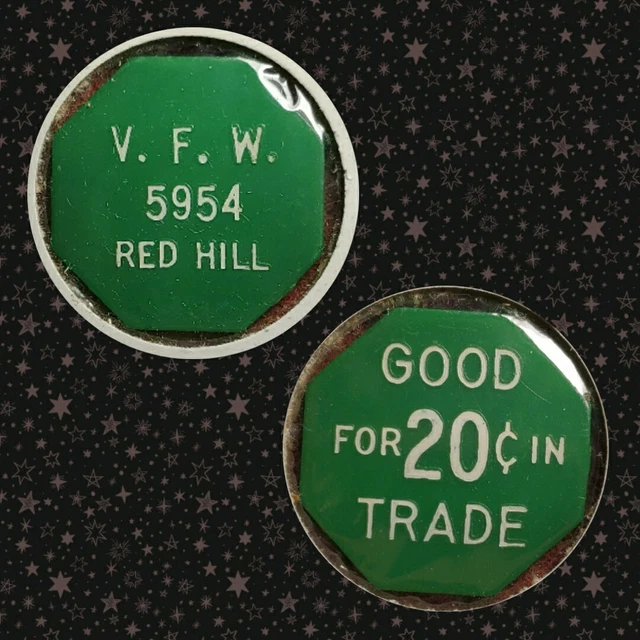 V. F. W.
5954
RED HILL
GOOD
FOR 20¢ IN
TRADE